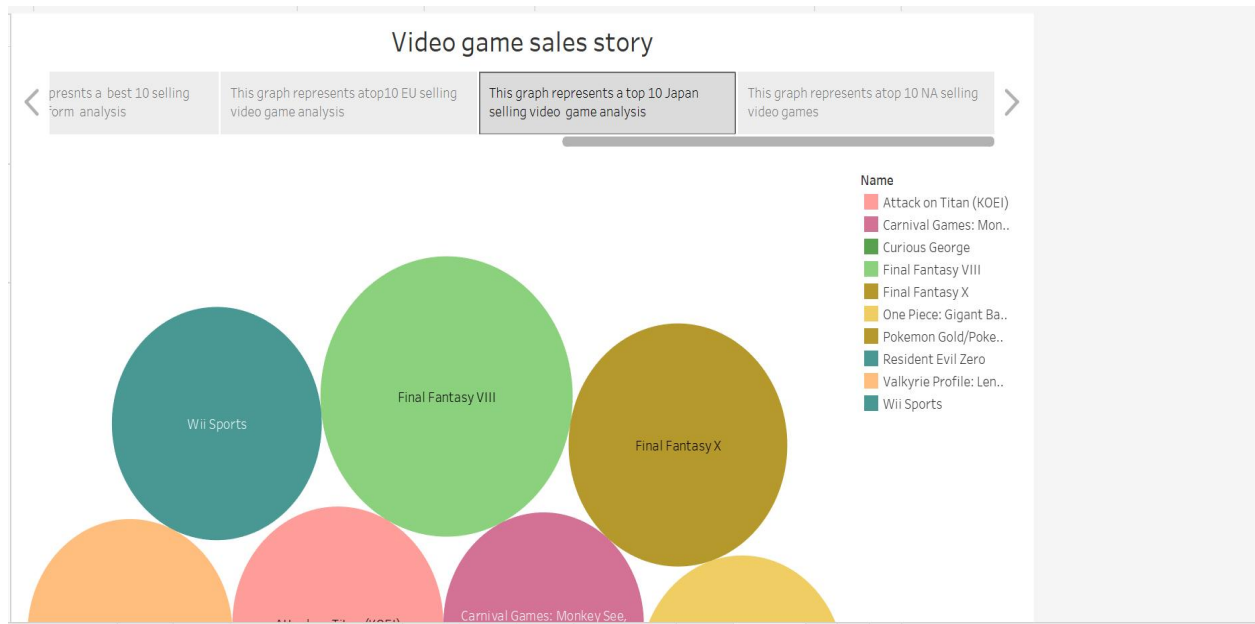 Video game sales story
presnts a best 10 selling
form analysis
This graph represents atop10 EU selling
video game analysis
This graph represents a top 10 Japan
selling video game analysis
This graph represents atop 10 NA selling
video games
Name
Attack on Titan (KOEI)
Carnival Games: Mon..
Curious George
Final Fantasy VIII
Final Fantasy X
One Piece: Gigant Ba..
Pokemon Gold/Poke..
Resident Evil Zero
Valkyrie Profile: Len..
Wii Sports
Final Fantasy VIII
Wii Sports
Final Fantasy X
Attack on Titan (KOEI)
Carnival Games: Monkey See,